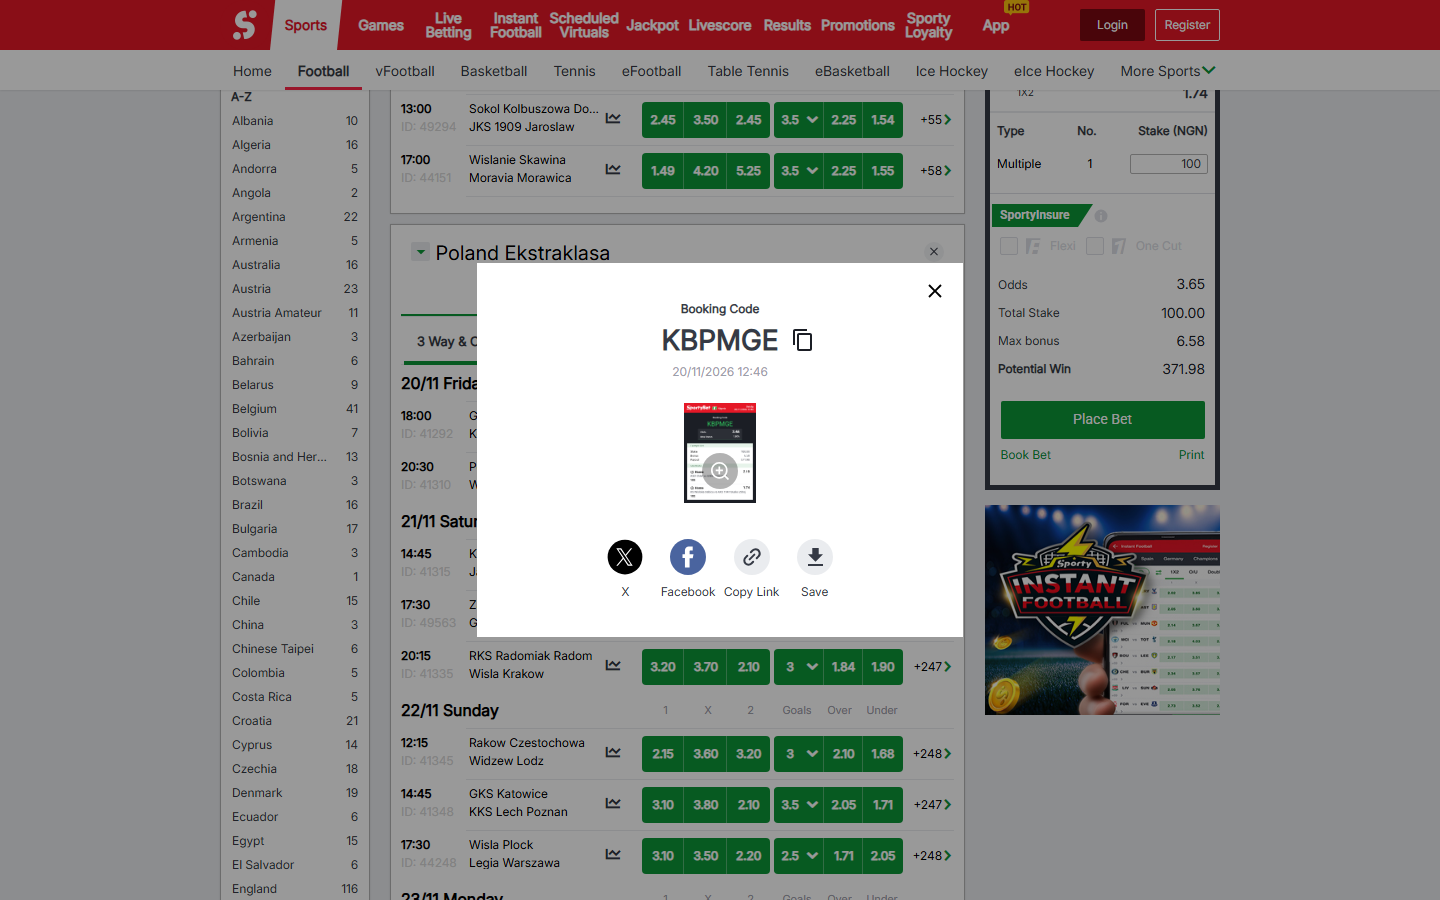 Sports
Games
Live Betting
Instant Football
Scheduled Virtuals
Jackpot
Livescore
Results
Promotions
Sporty Loyalty
App
HOT
Login
Register
Home
Football
vFootball
Basketball
Tennis
eFootball
Table Tennis
eBasketball
Ice Hockey
eIce Hockey
More Sports
A-Z
Albania 10
Algeria 16
Andorra 5
Angola 2
Argentina 22
Armenia 5
Australia 16
Austria 23
Austria Amateur 11
Azerbaijan 3
Bahrain 6
Belarus 9
Belgium 41
Bolivia 7
Bosnia and Her... 13
Botswana 3
Brazil 16
Bulgaria 17
Cambodia 3
Canada 1
Chile 15
China 3
Chinese Taipei 6
Colombia 5
Costa Rica 5
Croatia 21
Cyprus 14
Czechia 18
Denmark 19
Ecuador 6
Egypt 15
El Salvador 6
England 116
13:00 Sokol Kolbuszowa Do... 2.45 3.50 2.45 3.5 2.25 1.54 +55
ID: 49294 JKS 1909 Jaroslaw
17:00 Wislanie Skawina 1.49 4.20 5.25 3.5 2.25 1.55 +58
ID: 44151 Moravia Morawica
Poland Ekstraklasa
3 Way & O
20/11 Frida
18:00 G
ID: 41292 K
20:30 P
ID: 41310 W
21/11 Satur
14:45 K
ID: 41315 J
17:30 Z
ID: 49563 G
20:15 RKS Radomiak Radom 3.20 3.70 2.10 3 1.84 1.90 +247
ID: 41335 Wisla Krakow
22/11 Sunday 1 X 2 Goals Over Under
12:15 Rakow Czestochowa 2.15 3.60 3.20 3 2.10 1.68 +248
ID: 41345 Widzew Lodz
14:45 GKS Katowice 3.10 3.80 2.10 3.5 2.05 1.71 +247
ID: 41348 KKS Lech Poznan
17:30 Wisla Plock 3.10 3.50 2.20 2.5 1.71 2.05 +248
ID: 44248 Legia Warszawa
23/11 Monday 1 X 2 Goals Over Under
Booking Code
KBPMGE
20/11/2026 12:46
SportyBet
KBPMGE
X
Facebook
Copy Link
Save
1X2 1.74
Type No. Stake (NGN)
Multiple 1 100
SportyInsure
Flexi
One Cut
Odds 3.65
Total Stake 100.00
Max bonus 6.58
Potential Win 371.98
Place Bet
Book Bet
Print
Sporty
INSTANT
FOOTBALL